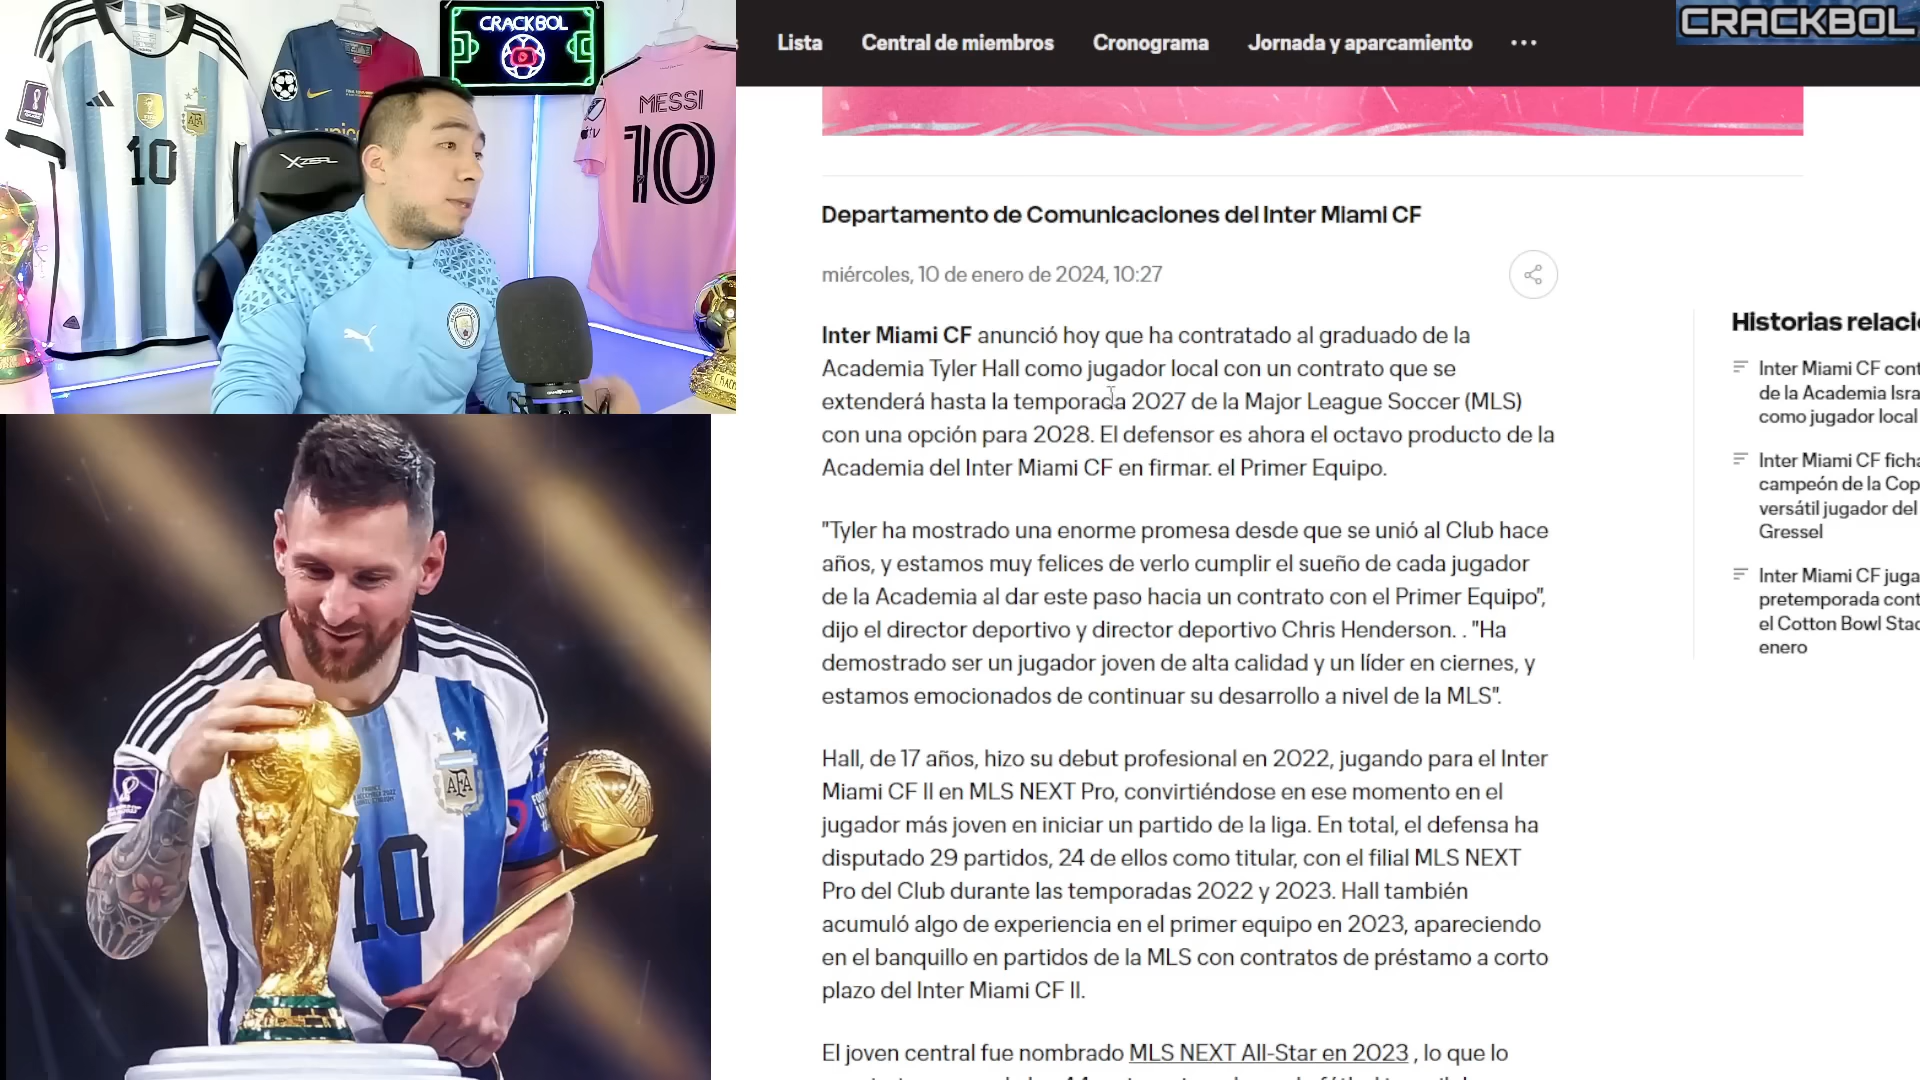 CRACKBOL
10
XZEAL
MESSI
10
10
AFA
Lista
Central de miembros
Cronograma
Jornada y aparcamiento
CRACKBOL
Departamento de Comunicaciones del Inter Miami CF
miércoles, 10 de enero de 2024, 10:27
Inter Miami CF anunció hoy que ha contratado al graduado de la
Academia Tyler Hall como jugador local con un contrato que se
extenderá hasta la temporada 2027 de la Major League Soccer (MLS)
con una opción para 2028. El defensor es ahora el octavo producto de la
Academia del Inter Miami CF en firmar. el Primer Equipo.
"Tyler ha mostrado una enorme promesa desde que se unió al Club hace
años, y estamos muy felices de verlo cumplir el sueño de cada jugador
de la Academia al dar este paso hacia un contrato con el Primer Equipo",
dijo el director deportivo y director deportivo Chris Henderson. . "Ha
demostrado ser un jugador joven de alta calidad y un líder en ciernes, y
estamos emocionados de continuar su desarrollo a nivel de la MLS".
Hall, de 17 años, hizo su debut profesional en 2022, jugando para el Inter
Miami CF II en MLS NEXT Pro, convirtiéndose en ese momento en el
jugador más joven en iniciar un partido de la liga. En total, el defensa ha
disputado 29 partidos, 24 de ellos como titular, con el filial MLS NEXT
Pro del Club durante las temporadas 2022 y 2023. Hall también
acumuló algo de experiencia en el primer equipo en 2023, apareciendo
en el banquillo en partidos de la MLS con contratos de préstamo a corto
plazo del Inter Miami CF II.
El joven central fue nombrado MLS NEXT All-Star en 2023 , lo que lo
Historias relaci
Inter Miami CF cont
de la Academia Isra
como jugador local
Inter Miami CF ficha
campeón de la Cop
versátil jugador del
Gressel
Inter Miami CF juga
pretemporada cont
el Cotton Bowl Stad
enero